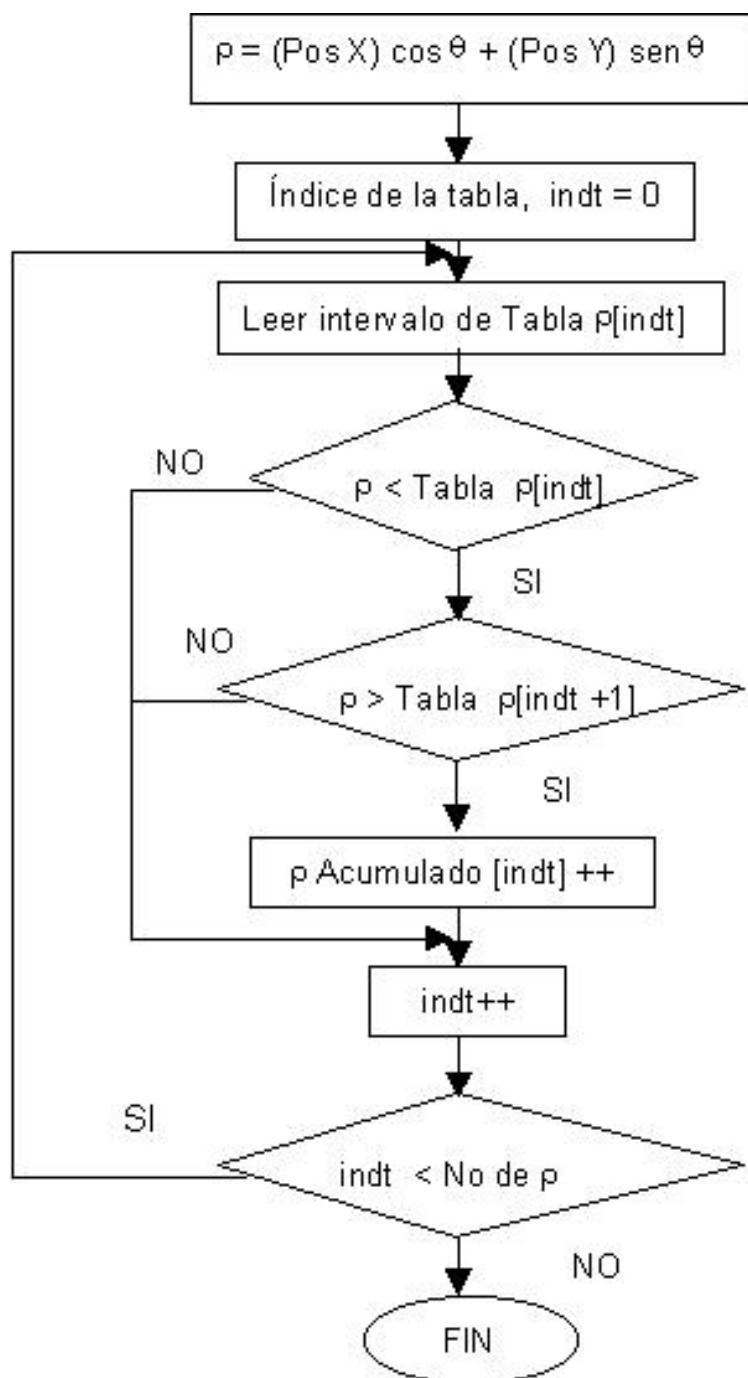 ρ = (Pos X) cos θ + (Pos Y) sen θ
Índice de la tabla, indt = 0
Leer intervalo de Tabla ρ[indt]
NO
ρ < Tabla ρ[indt]
SI
NO
ρ > Tabla ρ[indt +1]
SI
ρ Acumulado [indt] ++
indt++
SI
indt < No de ρ
NO
FIN